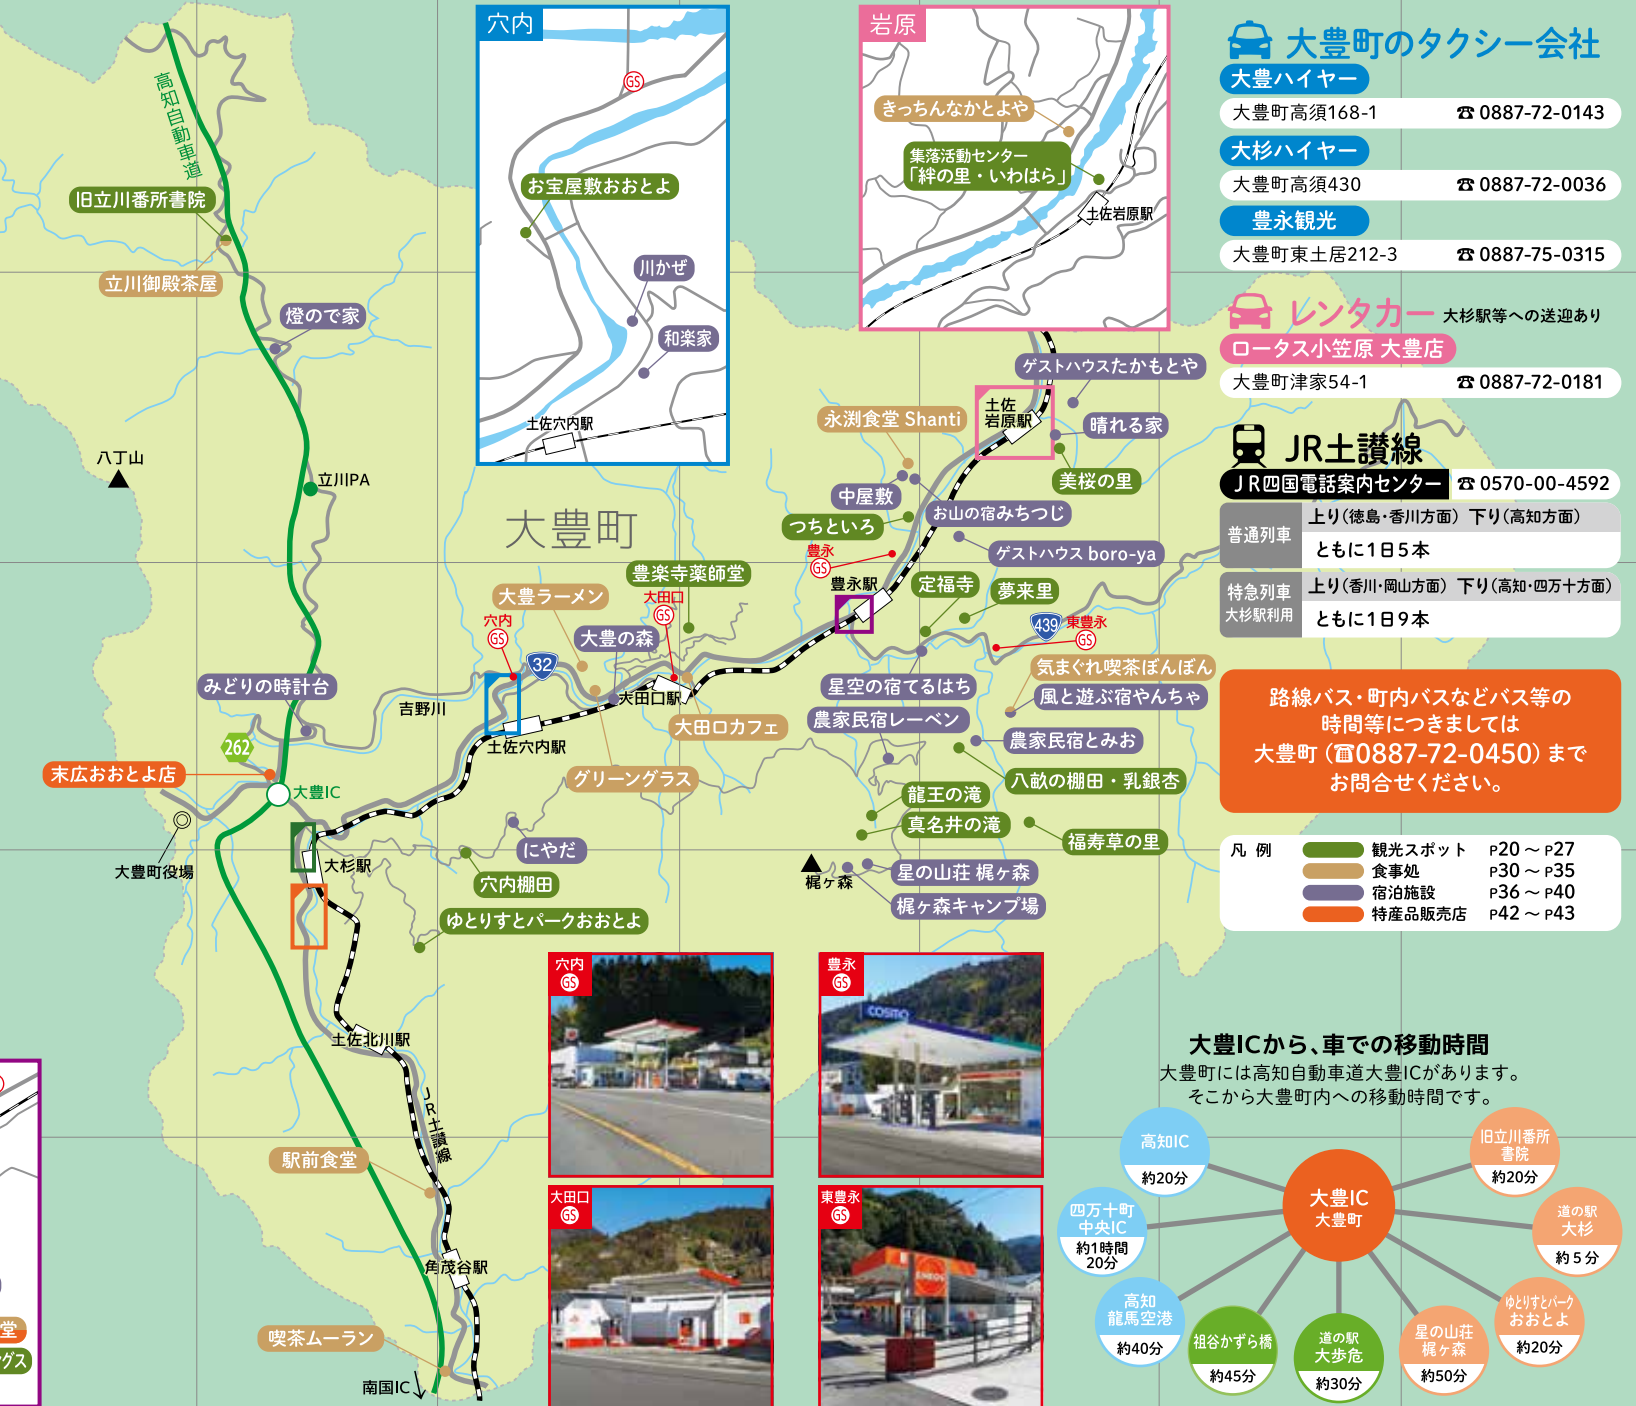 穴内
GS
お宝屋敷おおとよ
川かぜ
和楽家
土佐穴内駅
岩原
きっちんなかとよや
集落活動センター
「絆の里・いわはら」
土佐岩原駅
大豊町のタクシー会社
大豊ハイヤー
大豊町高須168-1 ☎ 0887-72-0143
大杉ハイヤー
大豊町高須430 ☎ 0887-72-0036
豊永観光
大豊町東土居212-3 ☎ 0887-75-0315
レンタカー 大杉駅等への送迎あり
ロータス小笠原 大豊店
大豊町津家54-1 ☎ 0887-72-0181
JR土讃線
JR四国電話案内センター ☎ 0570-00-4592
普通列車
上り(徳島・香川方面) 下り(高知方面)
ともに1日5本
特急列車
大杉駅利用
上り(香川・岡山方面) 下り(高知・四万十方面)
ともに1日9本
路線バス・町内バスなどバス等の
時間等につきましては
大豊町(☎0887-72-0450)まで
お問合せください。
凡 例
観光スポット P20 〜 P27
食事処 P30 〜 P35
宿泊施設 P36 〜 P40
特産品販売店 P42 〜 P43
高知自動車道
旧立川番所書院
立川御殿茶屋
燈ので家
八丁山
立川PA
大豊町
みどりの時計台
吉野川
262
末広おおとよ店
大豊IC
大豊町役場
大杉駅
豊楽寺薬師堂
大豊ラーメン
大田口
GS
穴内
GS
大豊の森
32
大田口駅
土佐穴内駅
大田口カフェ
グリーングラス
にやだ
穴内棚田
ゆとりすとパークおおとよ
ゲストハウスたかもとや
土佐
岩原駅
永渕食堂 Shanti
晴れる家
美桜の里
中屋敷
お山の宿みちつじ
つちといろ
豊永
GS
ゲストハウス boro-ya
豊永駅
定福寺
夢来里
439
東豊永
GS
気まぐれ喫茶ぽんぽん
星空の宿てるはち
風と遊ぶ宿やんちゃ
農家民宿レーベン
農家民宿とみお
八畝の棚田・乳銀杏
龍王の滝
真名井の滝
福寿草の里
梶ヶ森
星の山荘 梶ヶ森
梶ヶ森キャンプ場
土佐北川駅
JR土讃線
駅前食堂
角茂谷駅
喫茶ムーラン
南国IC
堂
グス
穴内
GS
豊永
GS
COSMO
大田口
GS
東豊永
GS
ENEOS
大豊ICから、車での移動時間
大豊町には高知自動車道大豊ICがあります。
そこから大豊町内への移動時間です。
大豊IC
大豊町
高知IC
約20分
四万十町
中央IC
約1時間
20分
高知
龍馬空港
約40分
祖谷かずら橋
約45分
道の駅
大歩危
約30分
星の山荘
梶ヶ森
約50分
ゆとりすとパーク
おおとよ
約20分
道の駅
大杉
約5分
旧立川番所
書院
約20分